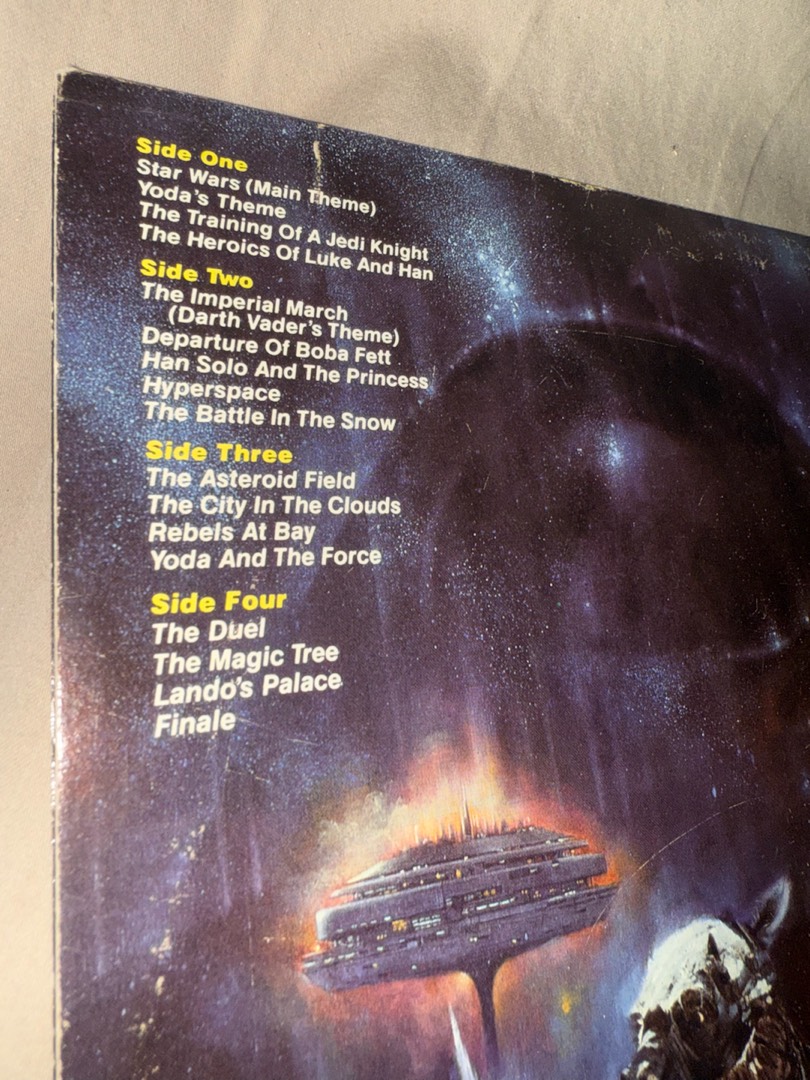 Side One
Star Wars (Main Theme)
Yoda's Theme
The Training Of A Jedi Knight
The Heroics Of Luke And Han
Side Two
The Imperial March
(Darth Vader's Theme)
Departure Of Boba Fett
Han Solo And The Princess
Hyperspace
The Battle In The Snow
Side Three
The Asteroid Field
The City In The Clouds
Rebels At Bay
Yoda And The Force
Side Four
The Duel
The Magic Tree
Lando's Palace
Finale